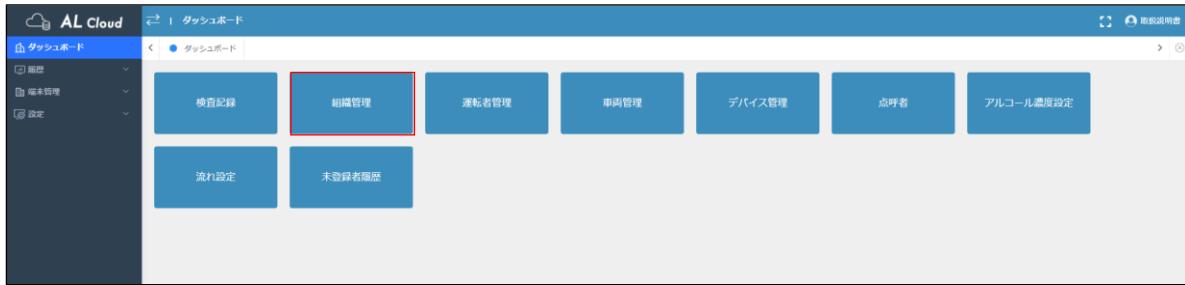 AL Cloud
| ダッシュボード
取扱説明書
ダッシュボード
ダッシュボード
履歴
端末管理
設定
検査記録
組織管理
運転者管理
車両管理
デバイス管理
点呼者
アルコール濃度設定
流れ設定
未登録者履歴